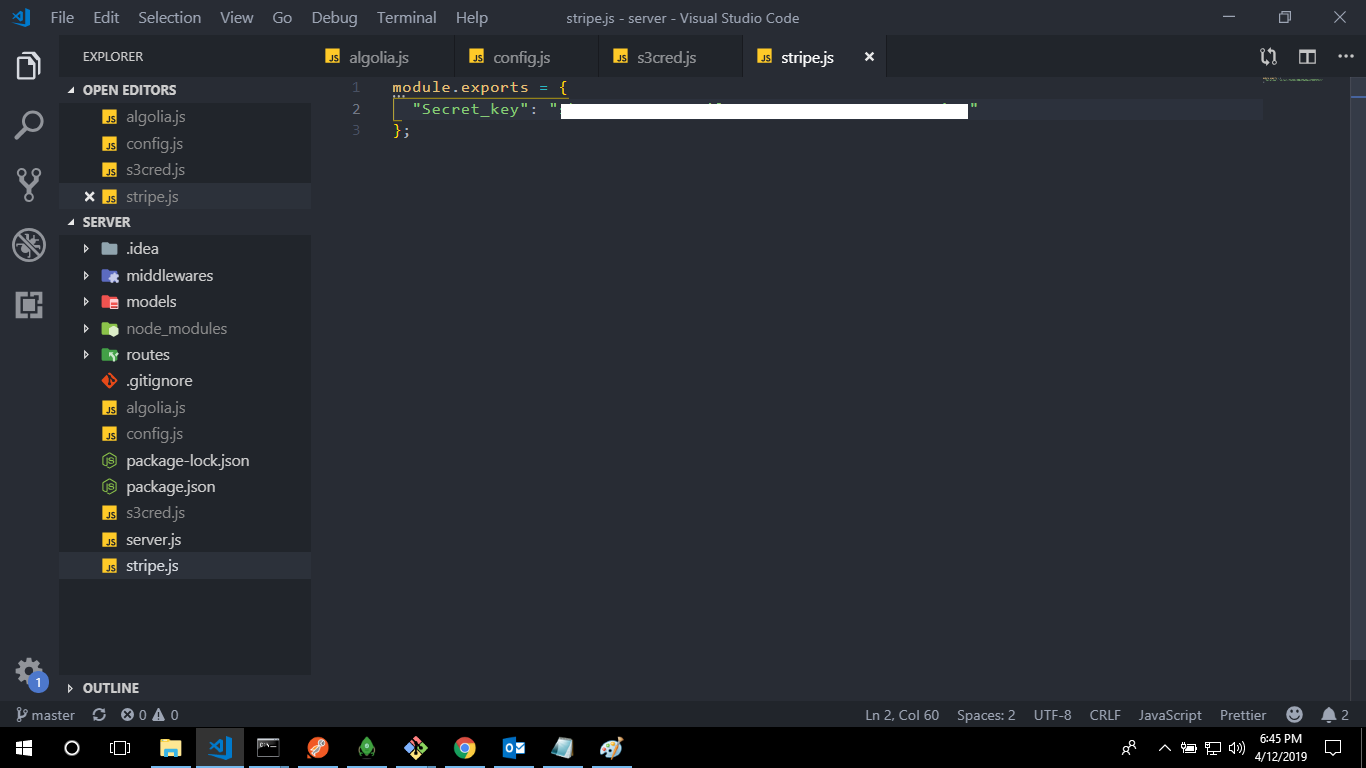 File Edit Selection View Go Debug Terminal Help stripe.js - server - Visual Studio Code
EXPLORER
algolia.js config.js s3cred.js stripe.js
OPEN EDITORS
algolia.js
config.js
s3cred.js
stripe.js
SERVER
.idea
middlewares
models
node_modules
routes
.gitignore
algolia.js
config.js
package-lock.json
package.json
s3cred.js
server.js
stripe.js
OUTLINE
1 module.exports = {
2 "Secret_key": " "
3 };
1
master 0 0 Ln 2, Col 60 Spaces: 2 UTF-8 CRLF JavaScript Prettier 2
6:45 PM
4/12/2019